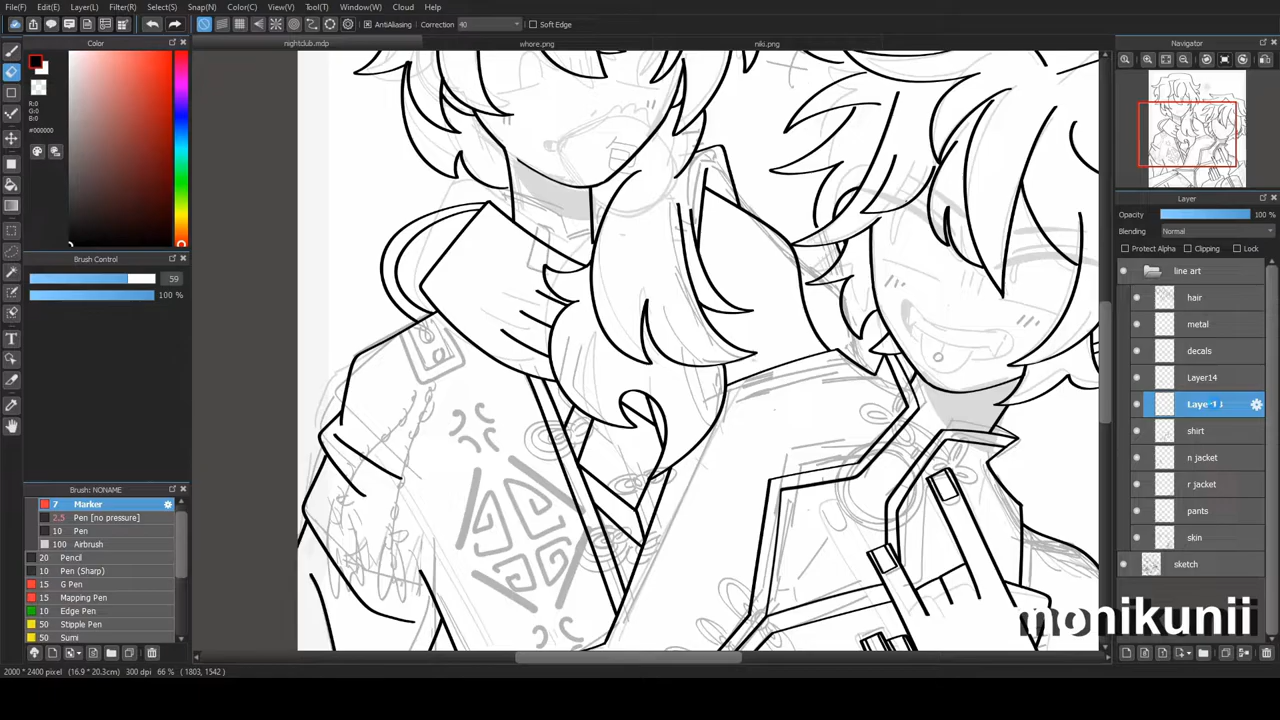 File(F) Edit(E) Layer(L) Filter(R) Select(S) Snap(N) Color(C) View(V) Tool(T) Window(W) Cloud Help
AntiAliasing Correction 40 Soft Edge
Color
nightclub.mdp whore.png niki.png
Navigator
R:0
G:0
B:0
#000000
Brush Control
59
100 %
Layer
Opacity 100 %
Blending Normal
Protect Alpha Clipping Lock
line art
hair
metal
decals
Layer14
shirt
n jacket
r jacket
pants
skin
sketch
Brush: NONAME
7 Marker
2.5 Pen [no pressure]
10 Pen
100 Airbrush
20 Pencil
10 Pen (Sharp)
15 G Pen
15 Mapping Pen
10 Edge Pen
50 Stipple Pen
50 Sumi
monikunii
2000 * 2400 pixel (16.9 * 20.3cm) 300 dpi 66 % (1803, 1542)